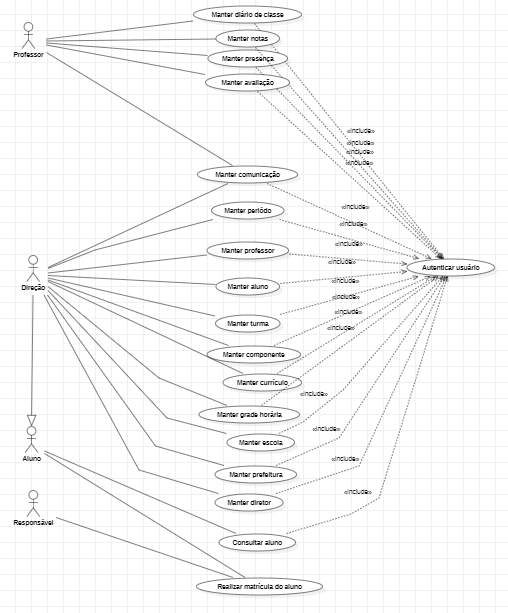 Manter diário de classe
Manter notas
Professor
Manter presença
Manter avaliação
«include»
«include»
«include»
«include»
Manter comunicação
«include»
Manter periódo
«include»
«include»
Manter professor
«include»
Autenticar usuário
Direção
Manter aluno
«include»
«include»
«include»
Manter turma
«include»
Manter componente
Manter currículo
«include»
Manter grade horária
«include»
Manter escola
Aluno
«include»
Manter prefeitura
«include»
Manter diretor
Responsável
Consultar aluno
Realizar matrícula do aluno